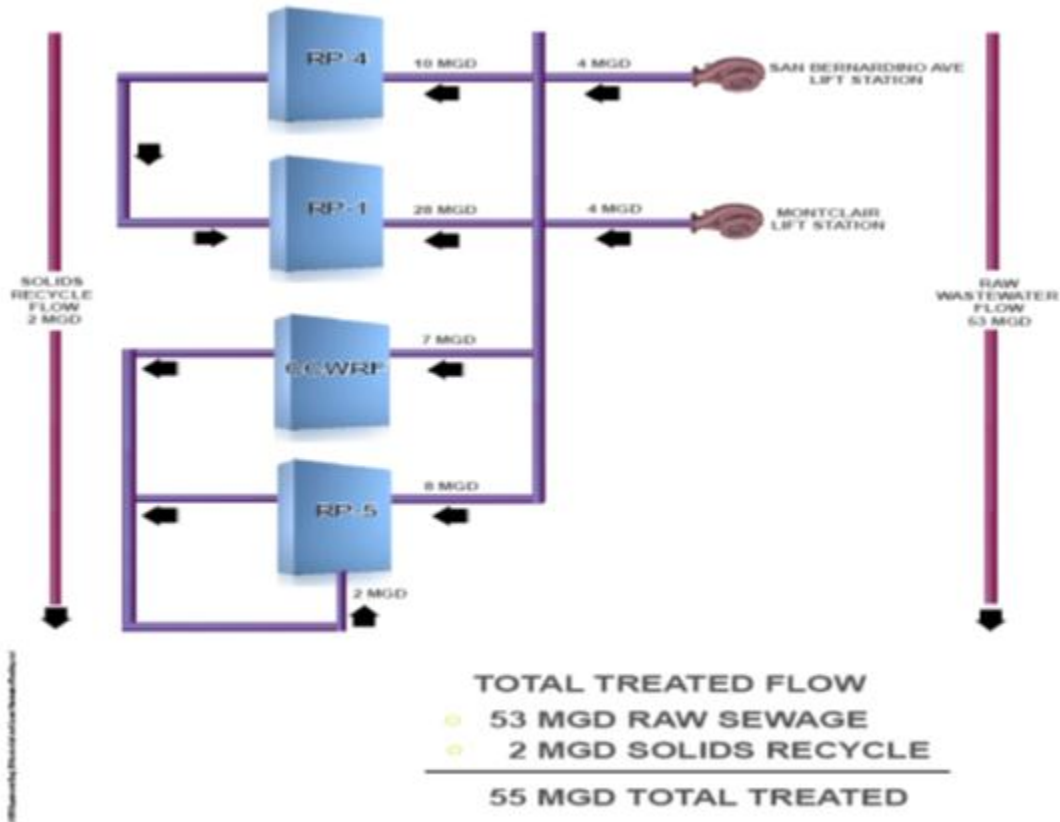 RP-4
10 MGD
4 MGD
SAN BERNARDINO AVE
LIFT STATION
RP-1
28 MGD
4 MGD
MONTCLAIR
LIFT STATION
SOLIDS
RECYCLE
FLOW
2 MGD
RAW
WASTEWATER
FLOW
53 MGD
7 MGD
CCWRF
8 MGD
RP-5
2 MGD
TOTAL TREATED FLOW
53 MGD RAW SEWAGE
2 MGD SOLIDS RECYCLE
55 MGD TOTAL TREATED